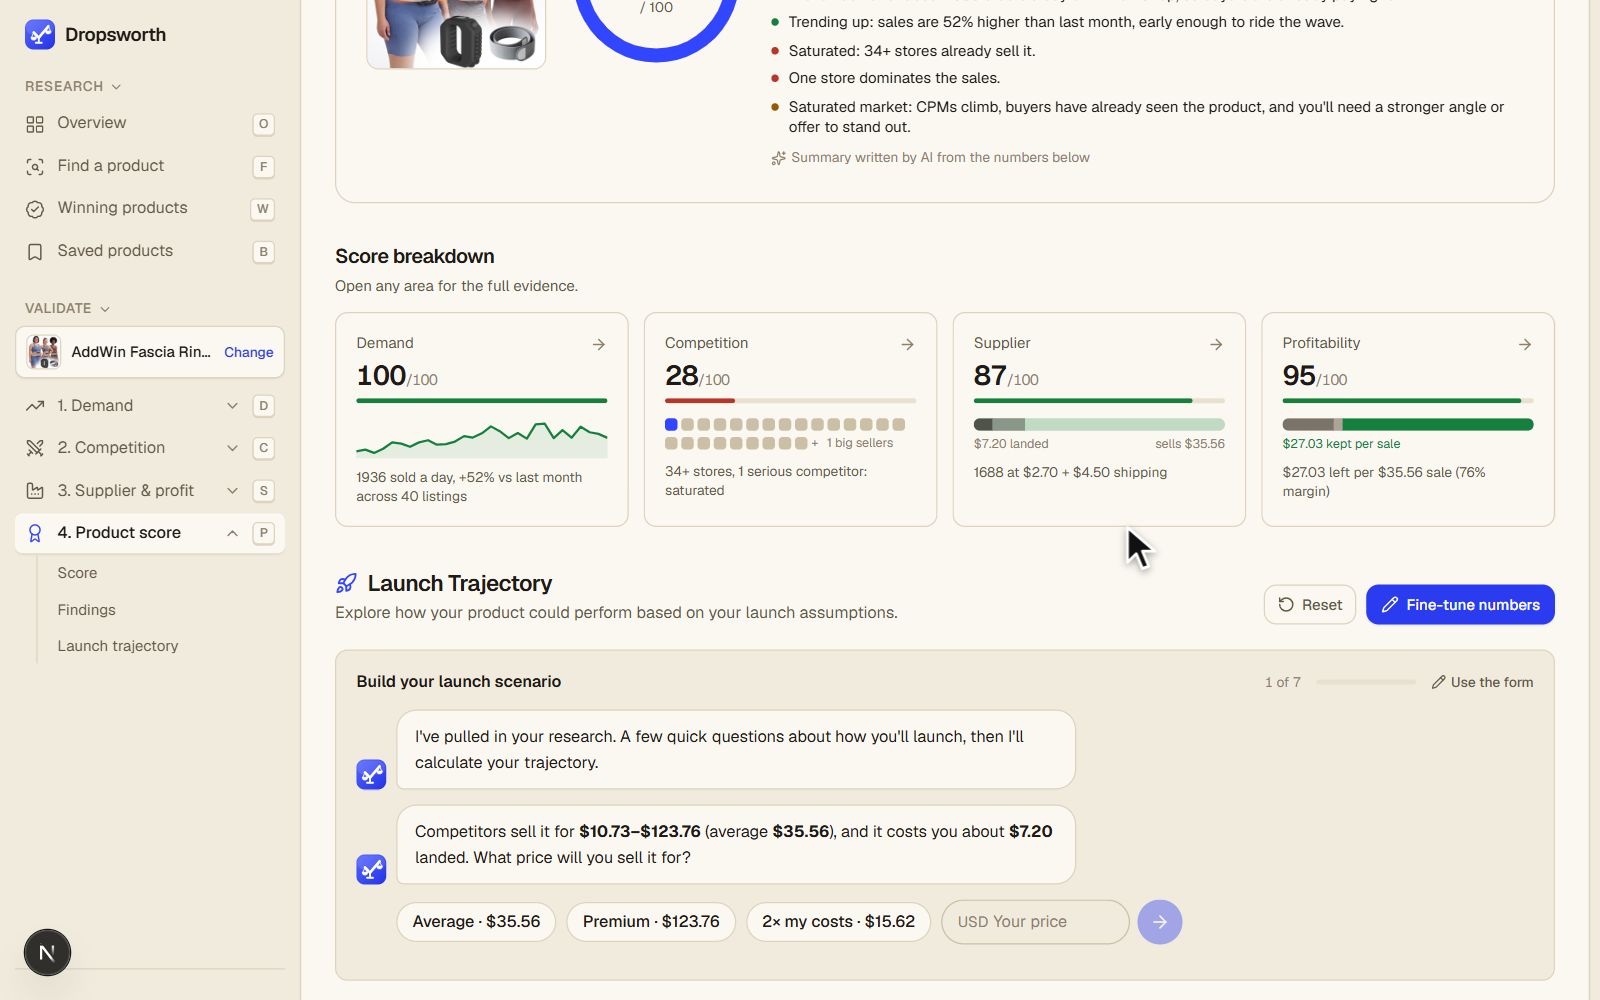 Dropsworth
RESEARCH
Overview
O
Find a product
F
Winning products
W
Saved products
B
VALIDATE
AddWin Fascia Rin...
Change
1. Demand
D
2. Competition
C
3. Supplier & profit
S
4. Product score
P
Score
Findings
Launch trajectory
N
/ 100
Trending up: sales are 52% higher than last month, early enough to ride the wave.
Saturated: 34+ stores already sell it.
One store dominates the sales.
Saturated market: CPMs climb, buyers have already seen the product, and you'll need a stronger angle or
offer to stand out.
Summary written by AI from the numbers below
Score breakdown
Open any area for the full evidence.
Demand
100/100
1936 sold a day, +52% vs last month
across 40 listings
Competition
28/100
+ 1 big sellers
34+ stores, 1 serious competitor:
saturated
Supplier
87/100
$7.20 landed
sells $35.56
1688 at $2.70 + $4.50 shipping
Profitability
95/100
$27.03 kept per sale
$27.03 left per $35.56 sale (76%
margin)
Launch Trajectory
Explore how your product could perform based on your launch assumptions.
Reset
Fine-tune numbers
Build your launch scenario
1 of 7
Use the form
I've pulled in your research. A few quick questions about how you'll launch, then I'll
calculate your trajectory.
Competitors sell it for $10.73–$123.76 (average $35.56), and it costs you about $7.20
landed. What price will you sell it for?
Average · $35.56
Premium · $123.76
2× my costs · $15.62
USD Your price